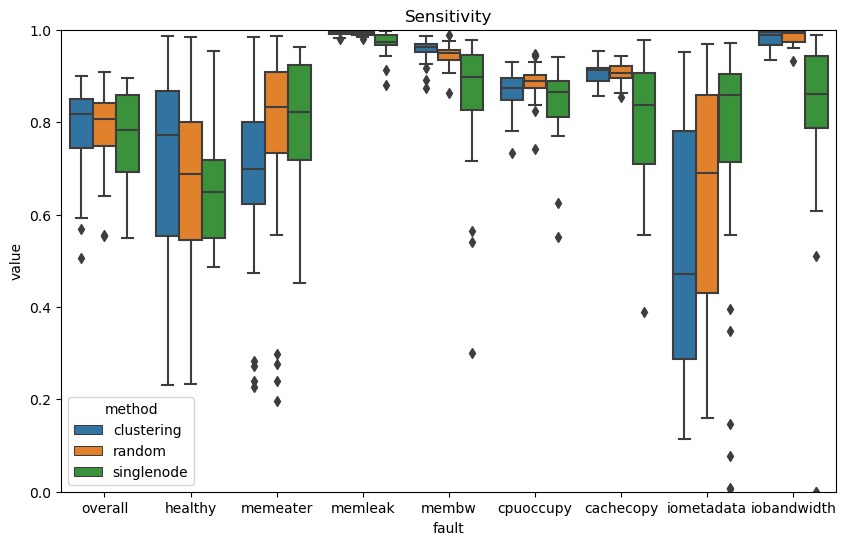 Sensitivity
1.0
0.8
0.6
0.4
0.2
0.0
value
method
clustering
random
singlenode
overall healthy memeater memleak membw cpuoccupy cachecopy iometadata iobandwidth
fault